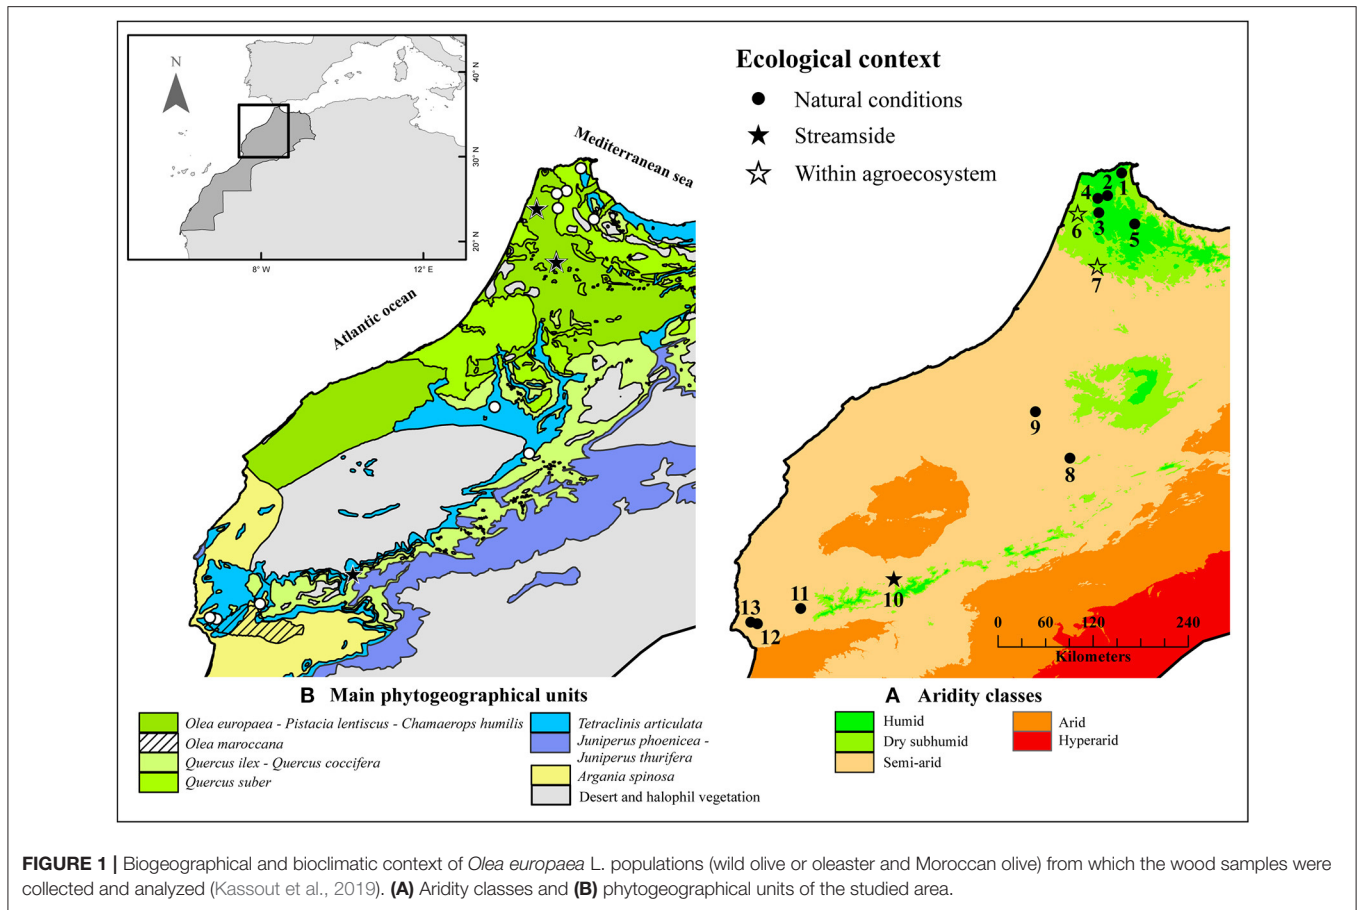 N
40° N
30° N
20° N
8° W
12° E
Mediterranean sea
Atlantic ocean
Ecological context
Natural conditions
Streamside
Within agroecosystem
1
2
4
3
5
6
7
9
8
10
11
13
12
0 60 120 240
Kilometers
B Main phytogeographical units
Olea europaea - Pistacia lentiscus - Chamaerops humilis
Olea maroccana
Quercus ilex - Quercus coccifera
Quercus suber
Tetraclinis articulata
Juniperus phoenicea -
Juniperus thurifera
Argania spinosa
Desert and halophil vegetation
A Aridity classes
Humid
Dry subhumid
Semi-arid
Arid
Hyperarid
FIGURE 1 | Biogeographical and bioclimatic context of Olea europaea L. populations (wild olive or oleaster and Moroccan olive) from which the wood samples were
collected and analyzed (Kassout et al., 2019). (A) Aridity classes and (B) phytogeographical units of the studied area.